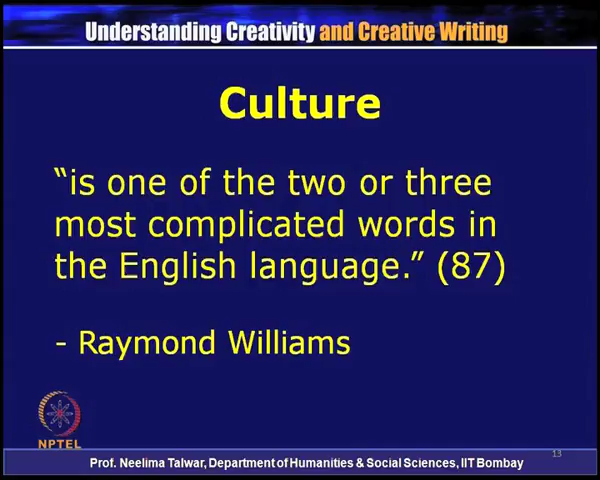 Understanding Creativity and Creative Writing
Culture
“is one of the two or three
most complicated words in
the English language.” (87)
- Raymond Williams
NPTEL
13
Prof. Neelima Talwar, Department of Humanities & Social Sciences, IIT Bombay